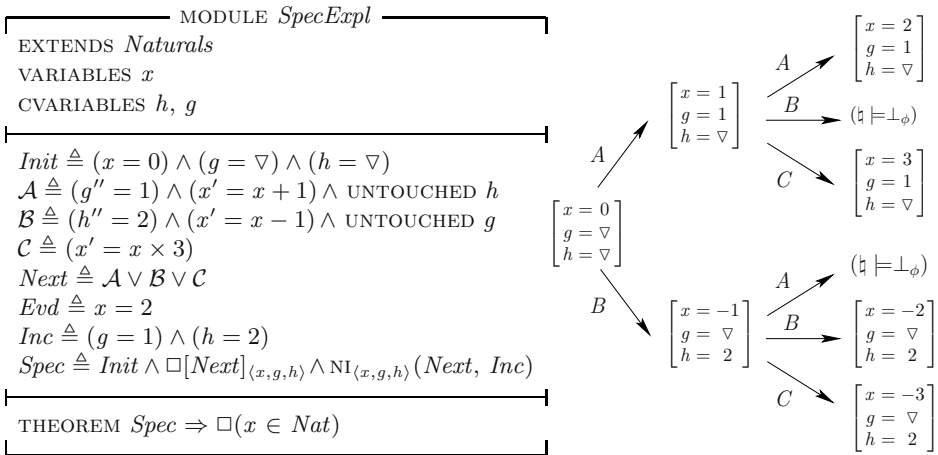 MODULE SpecExpl
EXTENDS Naturals
VARIABLES x
CVARIABLES h, g
Init ≜ (x = 0) ∧ (g = ▽) ∧ (h = ▽)
𝒜 ≜ (g′′ = 1) ∧ (x′ = x + 1) ∧ UNTOUCHED h
ℬ ≜ (h′′ = 2) ∧ (x′ = x − 1) ∧ UNTOUCHED g
𝒞 ≜ (x′ = x × 3)
Next ≜ 𝒜 ∨ ℬ ∨ 𝒞
Evd ≜ x = 2
Inc ≜ (g = 1) ∧ (h = 2)
Spec ≜ Init ∧ □[Next]⟨x,g,h⟩ ∧ NI⟨x,g,h⟩(Next, Inc)
THEOREM Spec ⇒ □(x ∈ Nat)
x = 0
g = ▽
h = ▽
A
B
x = 1
g = 1
h = ▽
A
B
C
x = 2
g = 1
h = ▽
(♮ ⊨⊥ϕ)
x = 3
g = 1
h = ▽
x = −1
g = ▽
h = 2
A
B
C
(♮ ⊨⊥ϕ)
x = −2
g = ▽
h = 2
x = −3
g = ▽
h = 2